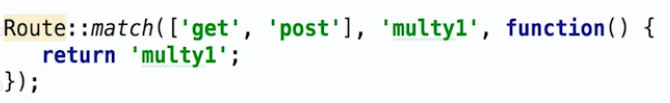 Route::match(['get', 'post'], 'multy1', function() {
return 'multy1';
});